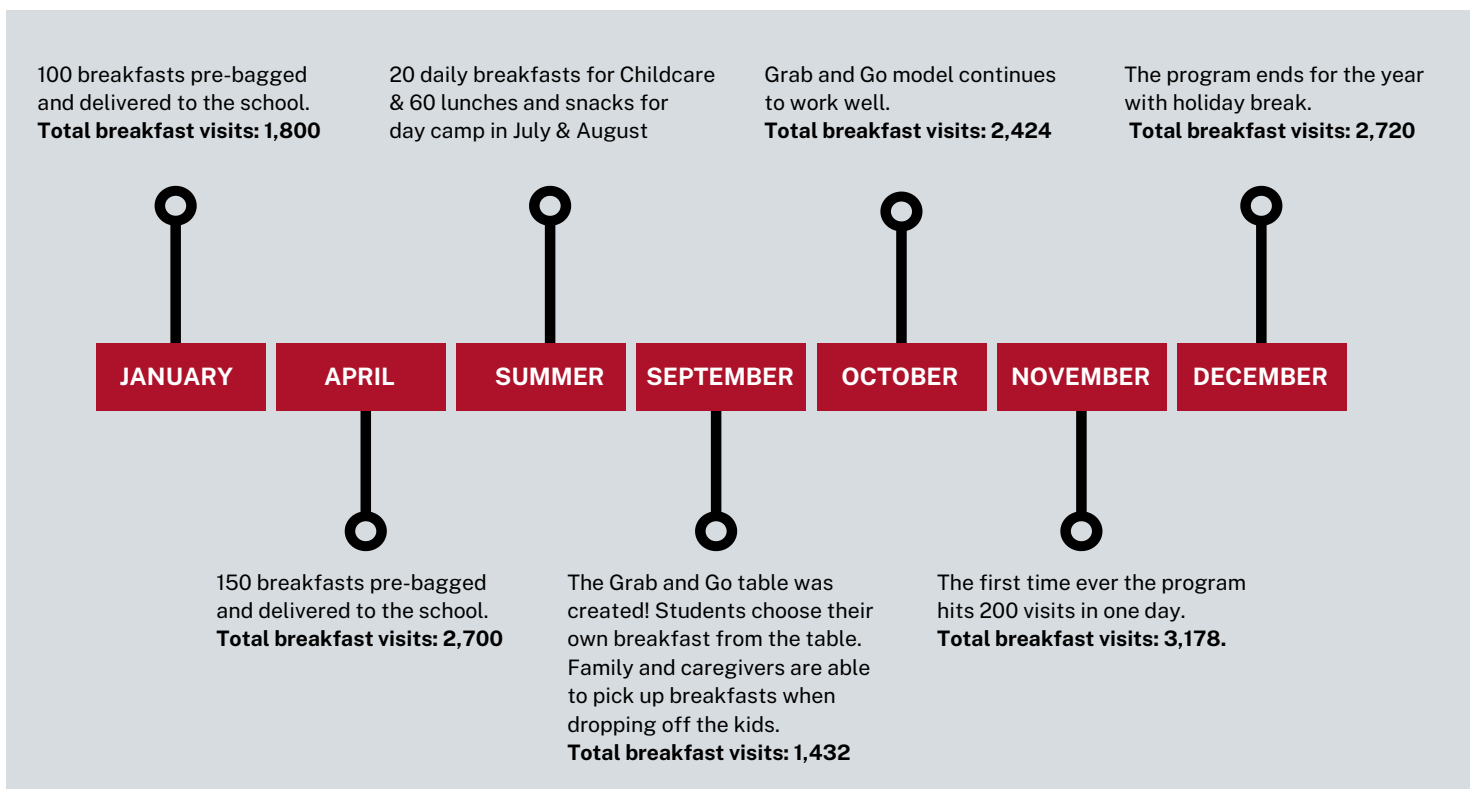 100 breakfasts pre-bagged
and delivered to the school.
Total breakfast visits: 1,800
20 daily breakfasts for Childcare
& 60 lunches and snacks for
day camp in July & August
Grab and Go model continues
to work well.
Total breakfast visits: 2,424
The program ends for the year
with holiday break.
Total breakfast visits: 2,720
JANUARY
APRIL
SUMMER
SEPTEMBER
OCTOBER
NOVEMBER
DECEMBER
150 breakfasts pre-bagged
and delivered to the school.
Total breakfast visits: 2,700
The Grab and Go table was
created! Students choose their
own breakfast from the table.
Family and caregivers are able
to pick up breakfasts when
dropping off the kids.
Total breakfast visits: 1,432
The first time ever the program
hits 200 visits in one day.
Total breakfast visits: 3,178.